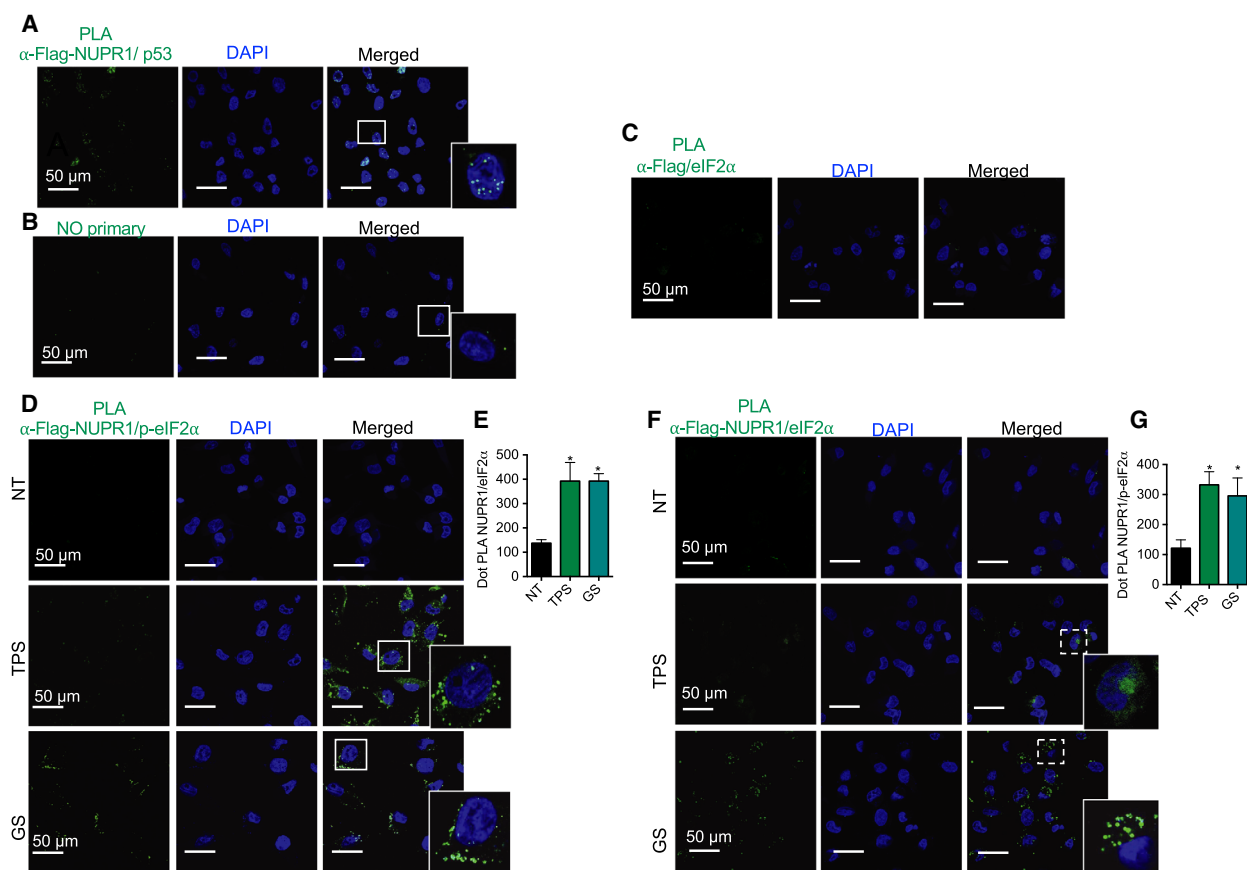 A
PLA
α-Flag-NUPR1/ p53
DAPI
Merged
A
50 µm
B
NO primary
DAPI
Merged
50 µm
C
PLA
α-Flag/eIF2α
DAPI
Merged
50 µm
D
PLA
α-Flag-NUPR1/p-eIF2α
DAPI
Merged
NT
50 µm
TPS
50 µm
GS
50 µm
E
Dot PLA NUPR1/eIF2α
500
400
300
200
100
0
* *
NT
TPS
GS
F
PLA
α-Flag-NUPR1/eIF2α
DAPI
Merged
NT
50 µm
TPS
50 µm
GS
50 µm
G
Dot PLA NUPR1/p-eIF2α
400
300
200
100
0
* *
NT
TPS
GS